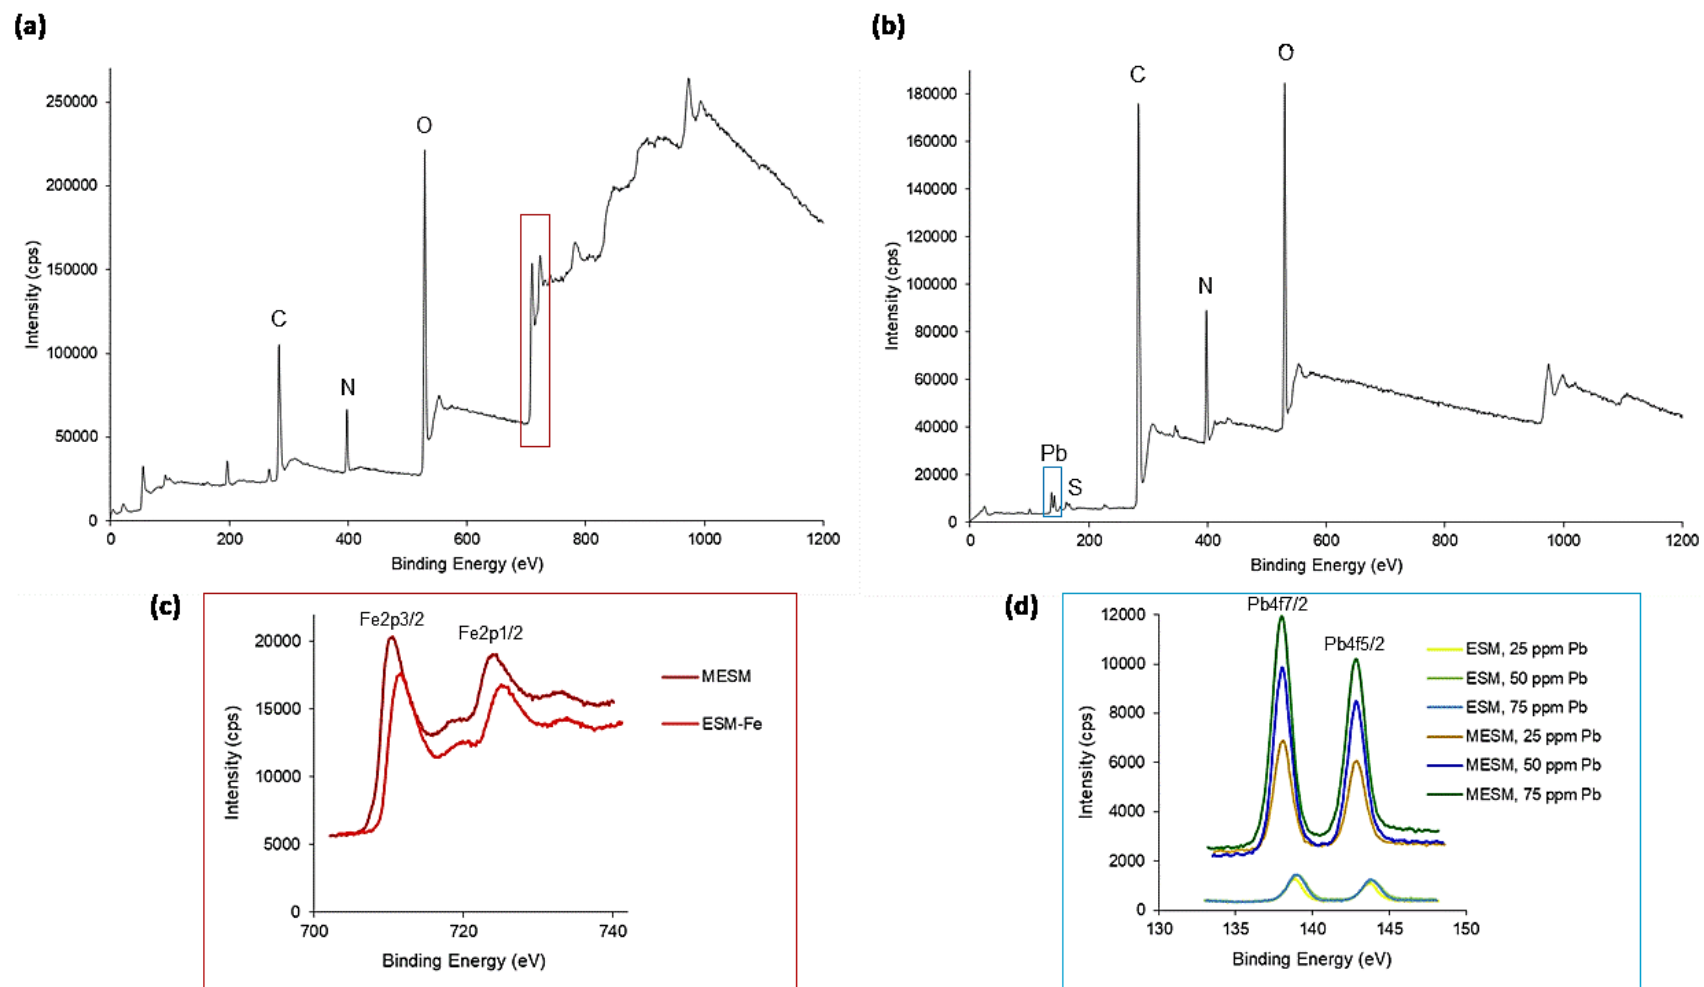 (a)
250000
200000
150000
100000
50000
0
0 200 400 600 800 1000 1200
Intensity (cps)
Binding Energy (eV)
C
N
O
(b)
180000
160000
140000
120000
100000
80000
60000
40000
20000
0
0 200 400 600 800 1000 1200
Intensity (cps)
Binding Energy (eV)
Pb
S
C
N
O
(c)
Fe2p3/2
Fe2p1/2
20000
15000
10000
5000
0
700 720 740
Intensity (cps)
Binding Energy (eV)
MESM
ESM-Fe
(d)
Pb4f7/2
Pb4f5/2
12000
10000
8000
6000
4000
2000
0
130 135 140 145 150
Intensity (cps)
Binding Energy (eV)
ESM, 25 ppm Pb
ESM, 50 ppm Pb
ESM, 75 ppm Pb
MESM, 25 ppm Pb
MESM, 50 ppm Pb
MESM, 75 ppm Pb